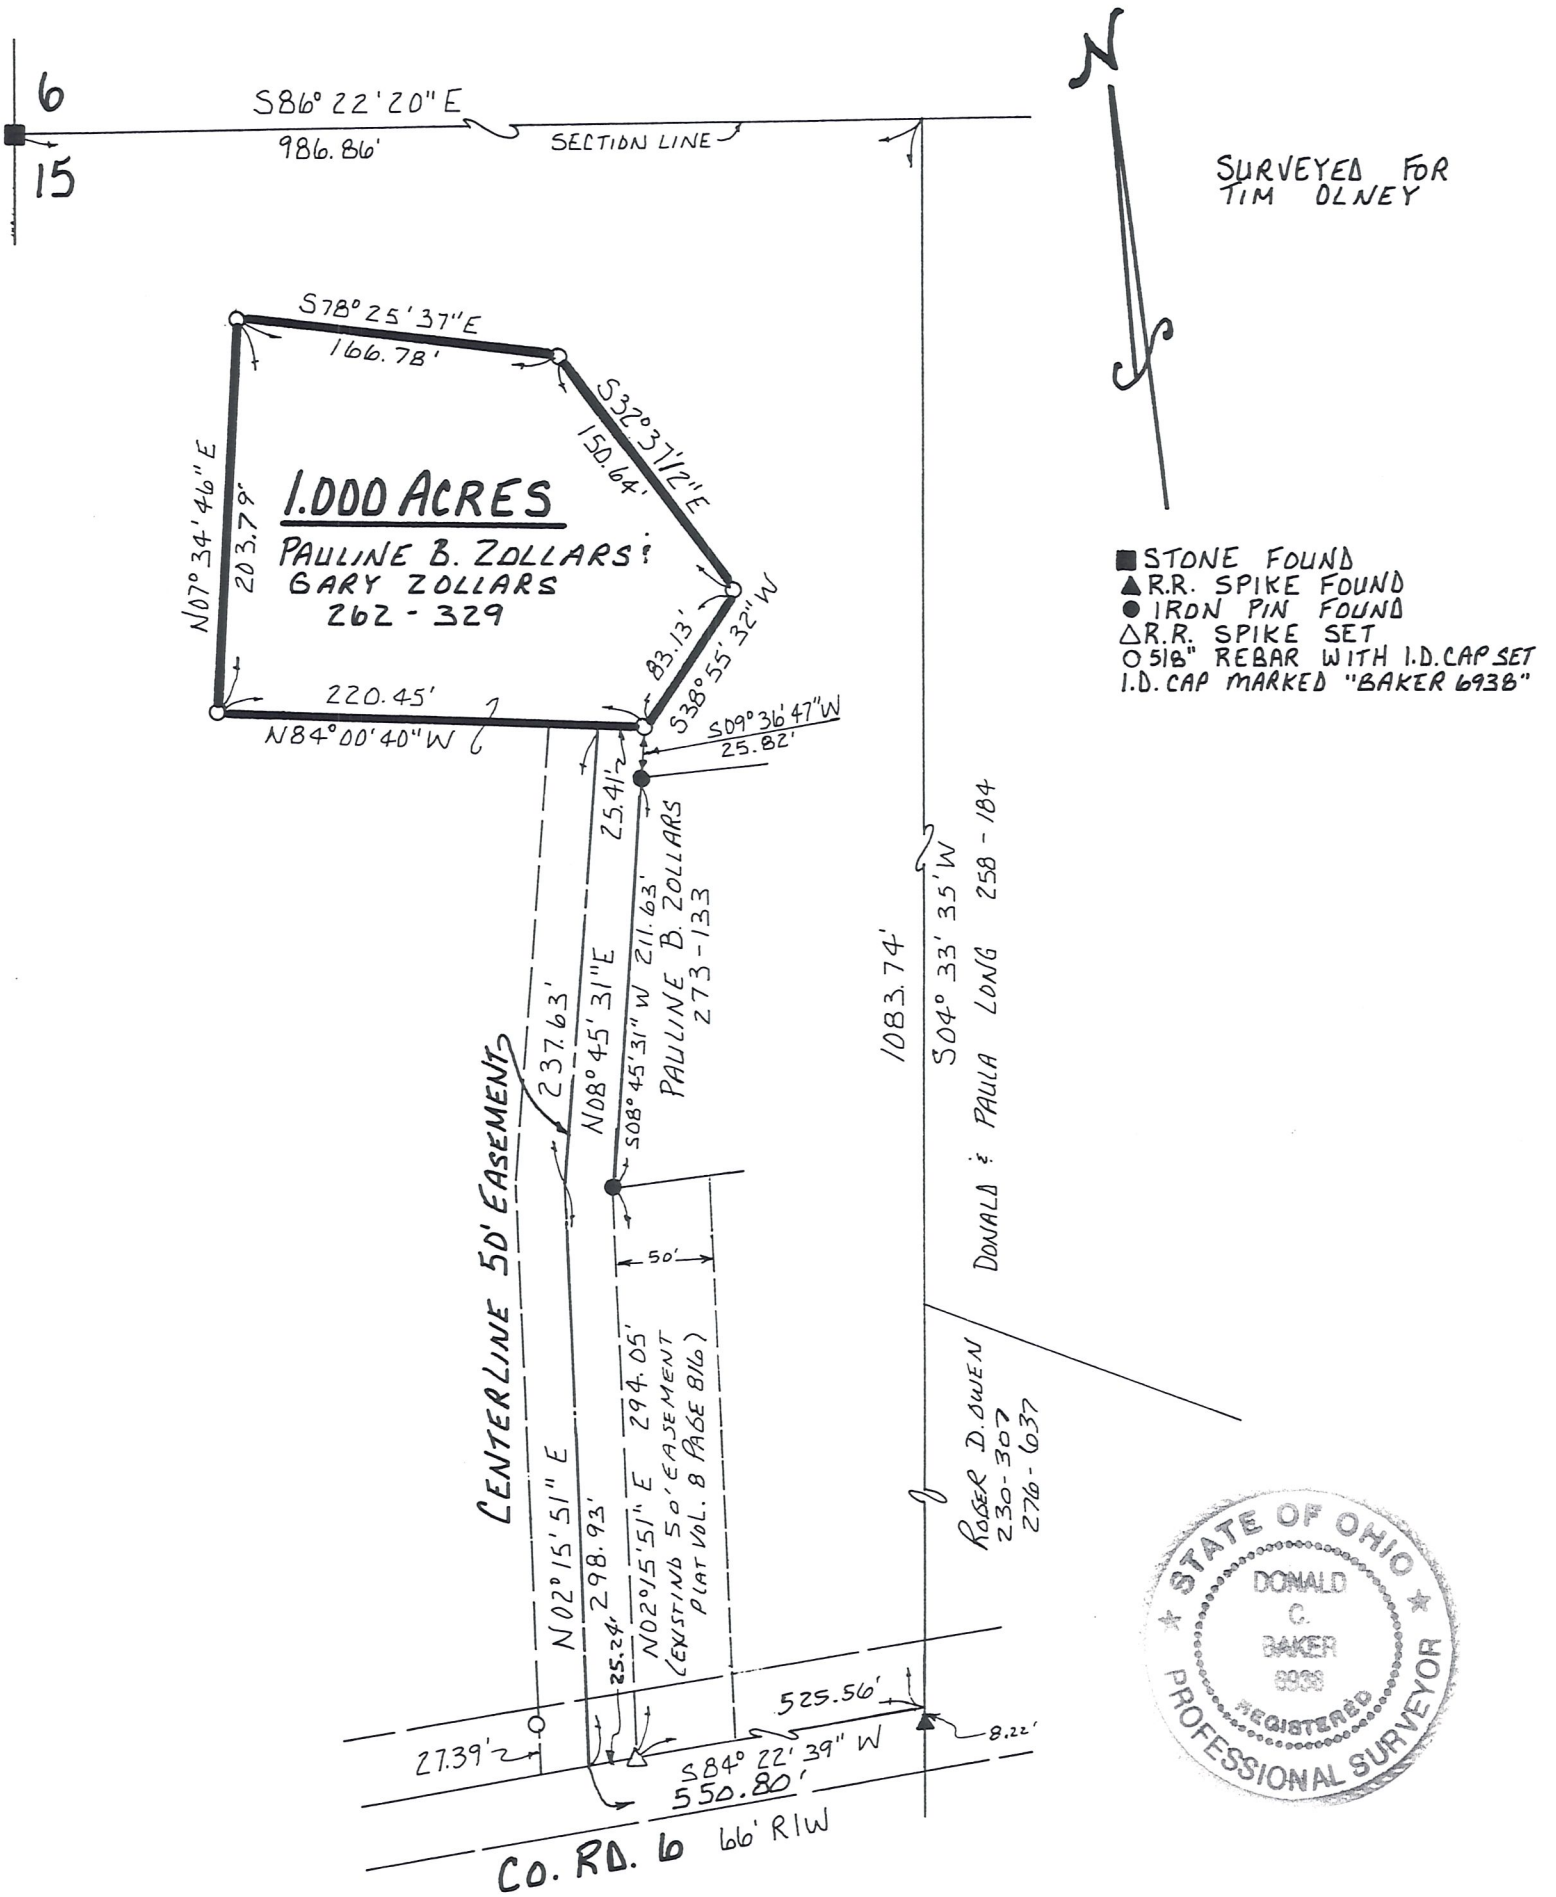 N
6
S86° 22' 20" E
986.86'
SECTION LINE
15
SURVEYED FOR
TIM OLNEY
S78° 25' 37" E
166.78'
S32° 37' 12" E
150.64'
N07° 34' 46" E
203.79'
1.000 ACRES
PAULINE B. ZOLLARS &
GARY ZOLLARS
262 - 329
83.13'
S38° 55' 32" W
220.45'
N84° 00' 40" W
S09° 36' 47" W
25.82'
■ STONE FOUND
▲ R.R. SPIKE FOUND
● IRON PIN FOUND
△ R.R. SPIKE SET
○ 5/8" REBAR WITH I.D. CAP SET
I.D. CAP MARKED "BAKER 6938"
25.41'
237.63'
N08° 45' 31" E
S08° 45' 31" W 211.63'
PAULINE B. ZOLLARS
273-133
1083.74'
S04° 33' 35" W
DONALD & PAULA LONG 258 - 184
CENTERLINE 50' EASEMENT
50'
N02° 15' 51" E
298.93'
25.24'
N02° 15' 51" E 294.05'
(EXISTING 50' EASEMENT
PLAT VOL. 8 PAGE 816)
ROGER D. OWEN
230-307
276-637
525.56'
8.22'
27.39'
S84° 22' 39" W
550.80'
CO. RD. 6 66' R/W
STATE OF OHIO
DONALD
C.
BAKER
6938
REGISTERED
PROFESSIONAL SURVEYOR